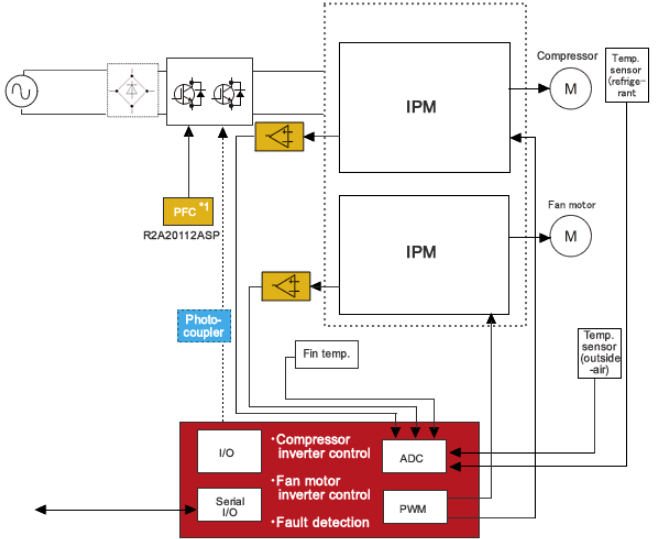 Compressor
M
Temp.
sensor
(refrige-
rant
IPM
PFC *1
R2A20112ASP
Fan motor
M
IPM
Photo-
coupler
Fin temp.
Temp.
sensor
(outside
-air)
I/O
・Compressor
inverter control
ADC
・Fan motor
inverter control
Serial
I/O
PWM
・Fault detection